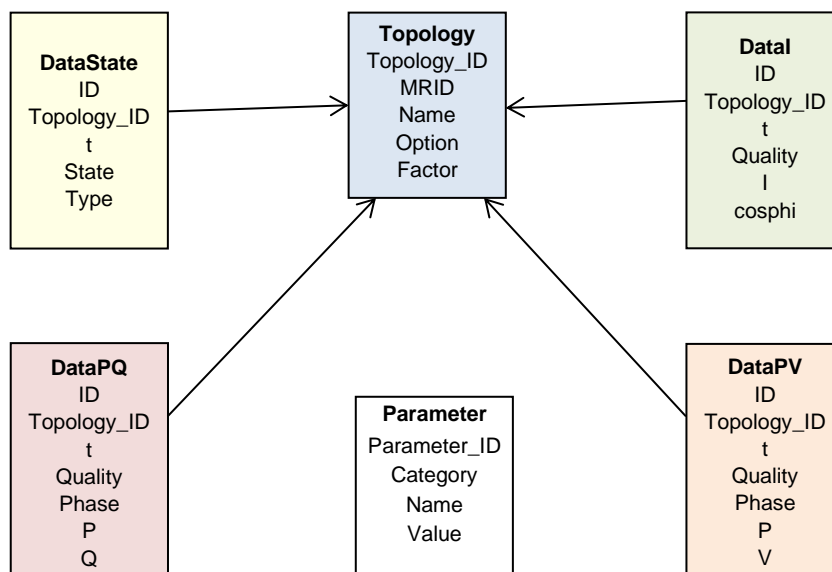 DataState
ID
Topology_ID
t
State
Type
Topology
Topology_ID
MRID
Name
Option
Factor
DataI
ID
Topology_ID
t
Quality
I
cosphi
DataPQ
ID
Topology_ID
t
Quality
Phase
P
Q
Parameter
Parameter_ID
Category
Name
Value
DataPV
ID
Topology_ID
t
Quality
Phase
P
V